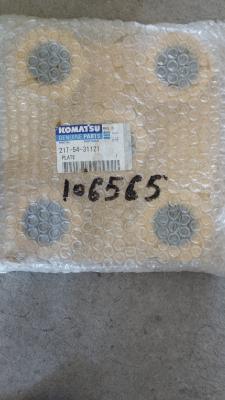 KOMATSU
GENUINE PARTS
217-54-31121
PLATE
106565